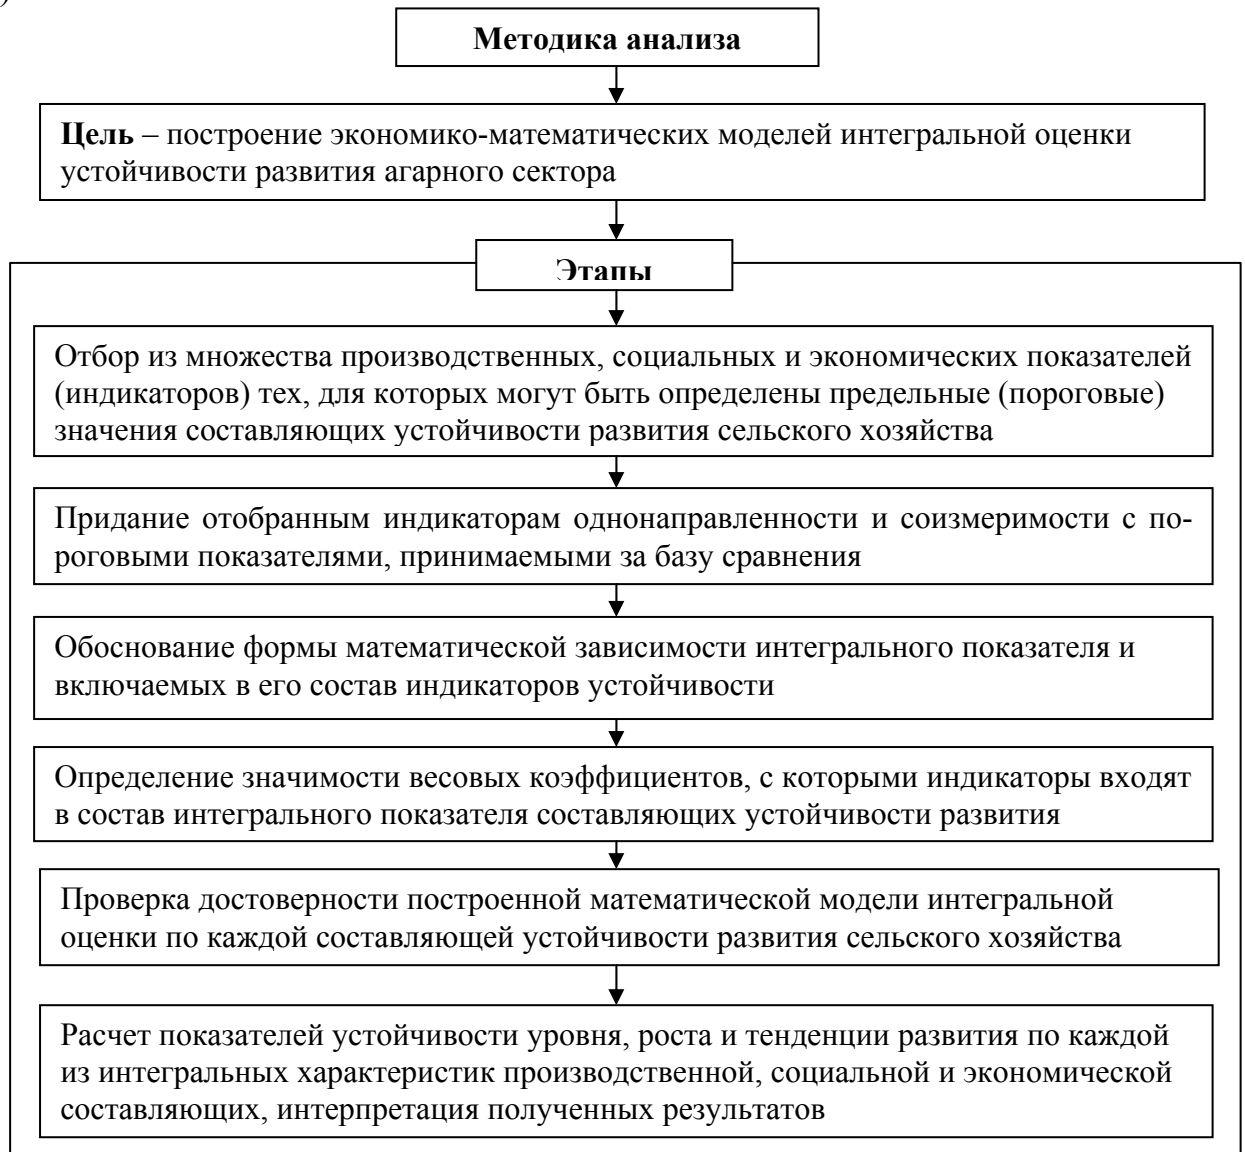 )
Методика анализа
Цель – построение экономико-математических моделей интегральной оценки
устойчивости развития агарного сектора
Этапы
Отбор из множества производственных, социальных и экономических показателей
(индикаторов) тех, для которых могут быть определены предельные (пороговые)
значения составляющих устойчивости развития сельского хозяйства
Придание отобранным индикаторам однонаправленности и соизмеримости с по-
роговыми показателями, принимаемыми за базу сравнения
Обоснование формы математической зависимости интегрального показателя и
включаемых в его состав индикаторов устойчивости
Определение значимости весовых коэффициентов, с которыми индикаторы входят
в состав интегрального показателя составляющих устойчивости развития
Проверка достоверности построенной математической модели интегральной
оценки по каждой составляющей устойчивости развития сельского хозяйства
Расчет показателей устойчивости уровня, роста и тенденции развития по каждой
из интегральных характеристик производственной, социальной и экономической
составляющих, интерпретация полученных результатов